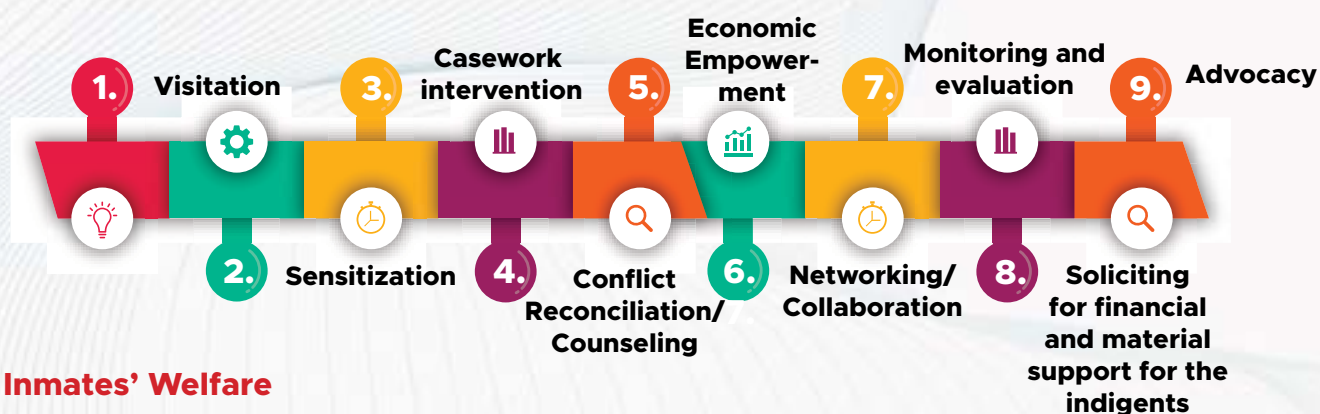 1.
Visitation
2.
3.
Sensitization
Casework
intervention
4.
5.
Conflict
Reconciliation/
Counseling
Economic
Empower-
ment
6.
7.
Networking/
Collaboration
Monitoring and
evaluation
8.
9.
Soliciting
for financial
and material
support for the
indigents
Advocacy
Inmates’ Welfare